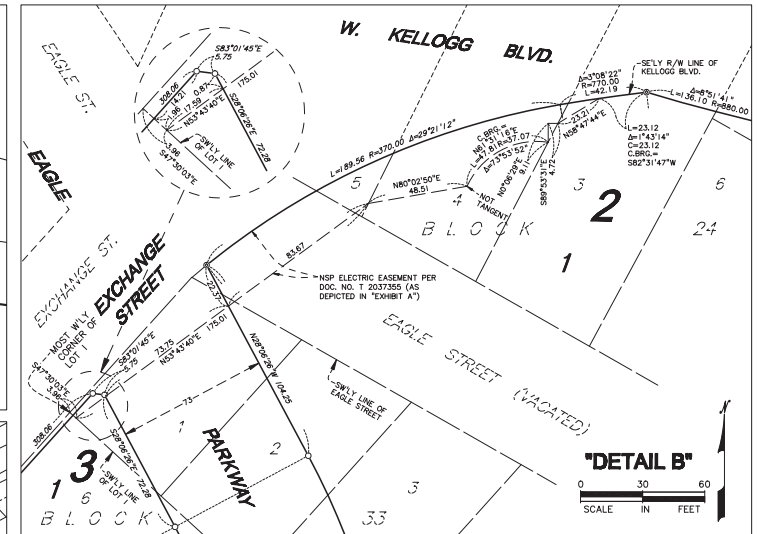 W. KELLOGG BLVD.
EAGLE ST.
S83°01'45"E
5.75
308.06
14.21
0.87
1.96
17.59
175.01
N53°43'40"E
S28°06'26"E
72.28
SW'LY LINE
OF LOT 1
3.96
S47°30'03"E
EAGLE
SE'LY R/W LINE OF
KELLOGG BLVD.
Δ=3°08'22"
R=770.00
L=42.19
Δ=8°51'41"
L=136.10 R=880.00
L=189.56 R=370.00 Δ=29°21'12"
C.BRG.=
N61°31'16"E
L=47.81 R=37.07
Δ=73°53'52"
23.21
N58°47'44"E
L=23.12
Δ=1°43'14"
C=23.12
C.BRG.=
S82°31'47"W
N0°06'29"E
9.11
S89°53'31"E
4.72
N80°02'50"E
48.51
NOT
TANGENT
5
4
3
2
6
24
BLOCK
1
EXCHANGE ST.
EXCHANGE
STREET
83.67
NSP ELECTRIC EASEMENT PER
DOC. NO. T 2037355 (AS
DEPICTED IN "EXHIBIT A")
MOST W'LY
CORNER OF
LOT 1
22.37
S83°01'45"E
5.75
73.75
175.01
N53°43'40"E
EAGLE STREET (VACATED)
S47°30'03"E
3.96
N28°06'26"W 104.25
SW'LY LINE OF
EAGLE STREET
73
308.06
S28°06'26"E
72.28
1
2
3
PARKWAY
3
1
SW'LY LINE
OF LOT 1
6
BLOCK
33
N
"DETAIL B"
0 30 60
SCALE IN FEET